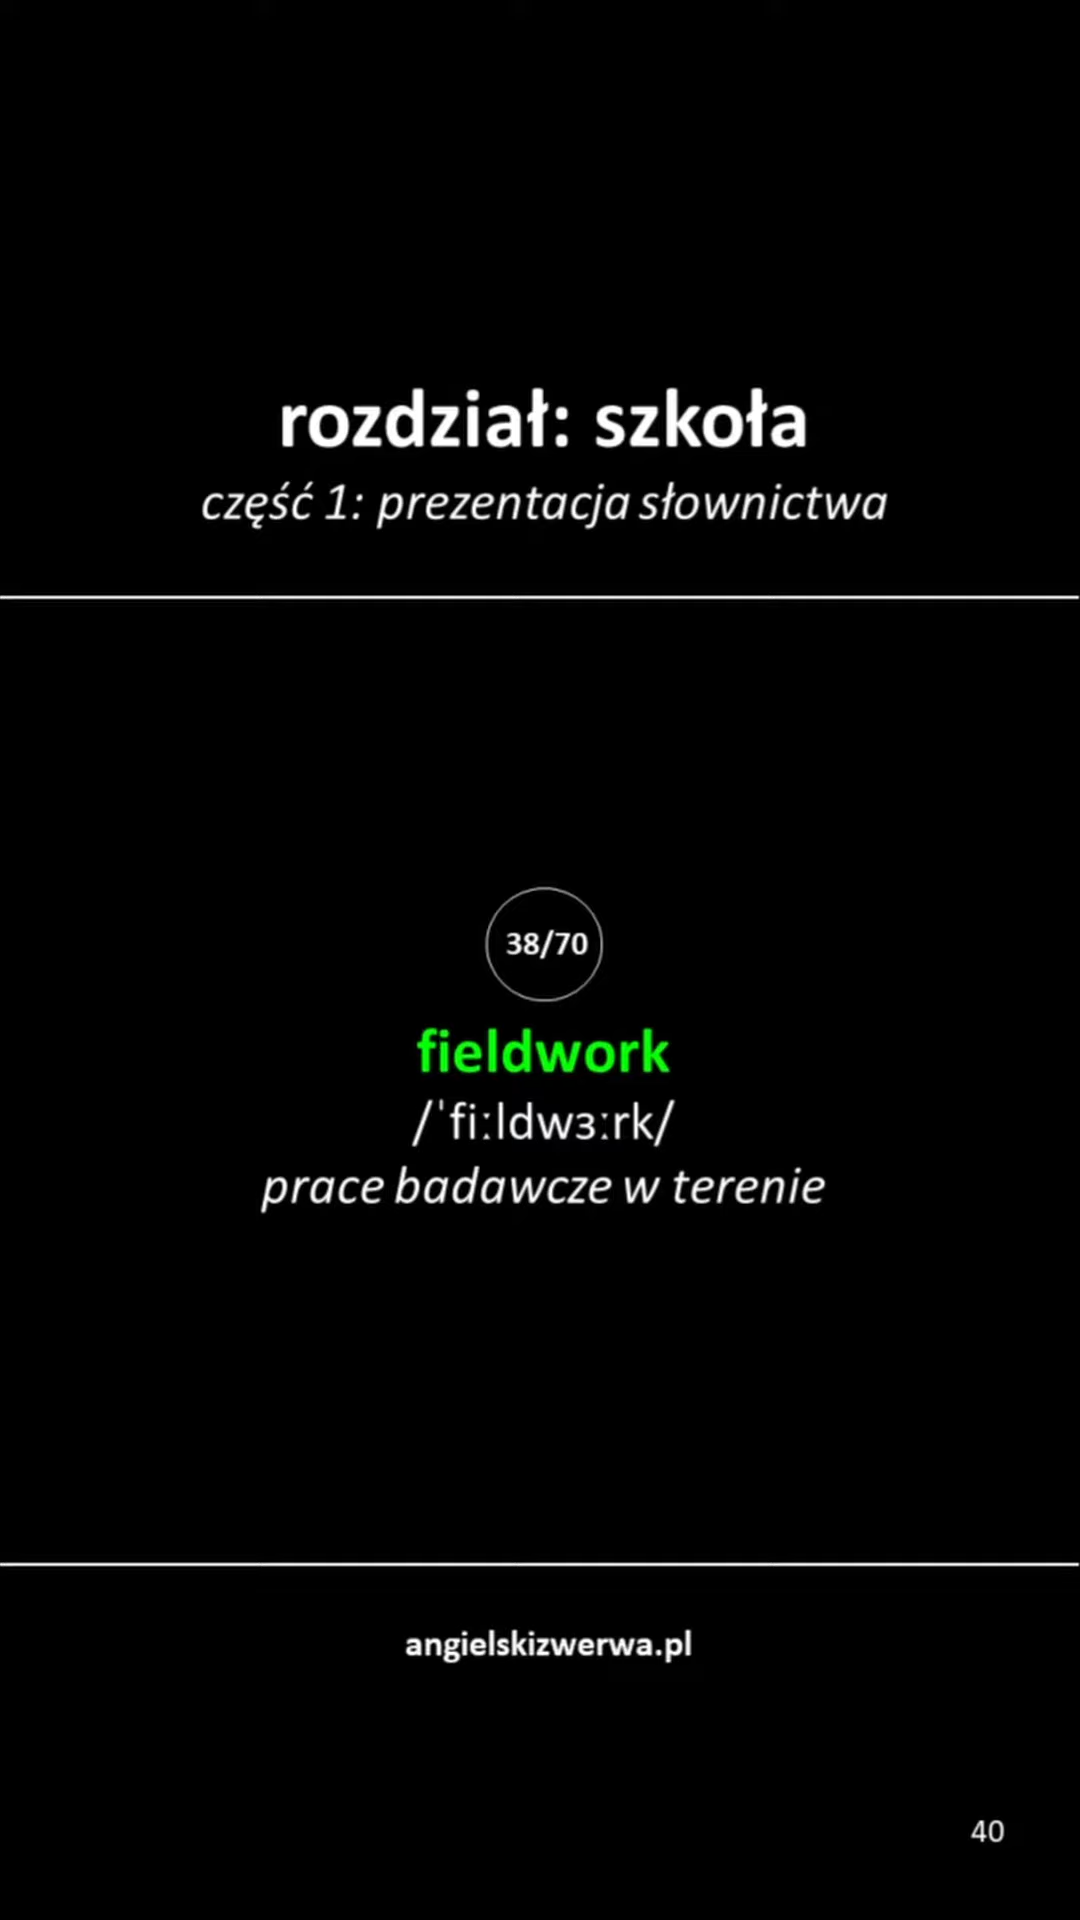 rozdział: szkoła
część 1: prezentacja słownictwa
38/70
fieldwork
/ˈfiːldwɜːrk/
prace badawcze w terenie
angielskizwerwa.pl
40